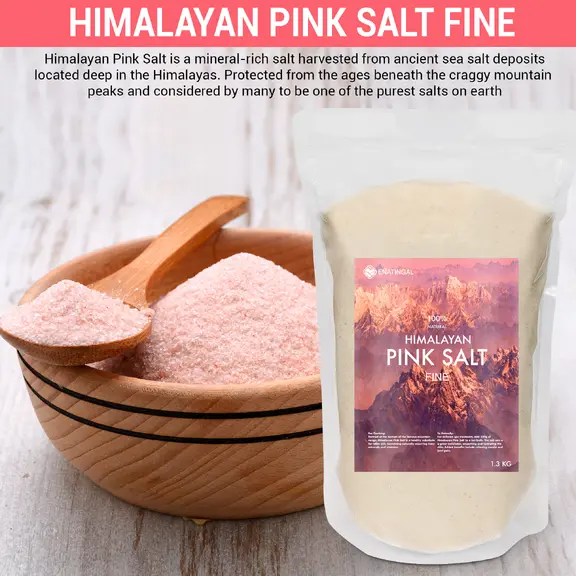 HIMALAYAN PINK SALT FINE
Himalayan Pink Salt is a mineral-rich salt harvested from ancient sea salt deposits
located deep in the Himalayas. Protected from the ages beneath the craggy mountain
peaks and considered by many to be one of the purest salts on earth
ENATINGAL
100%
NATURAL
HIMALAYAN
PINK SALT
FINE
1.3 KG